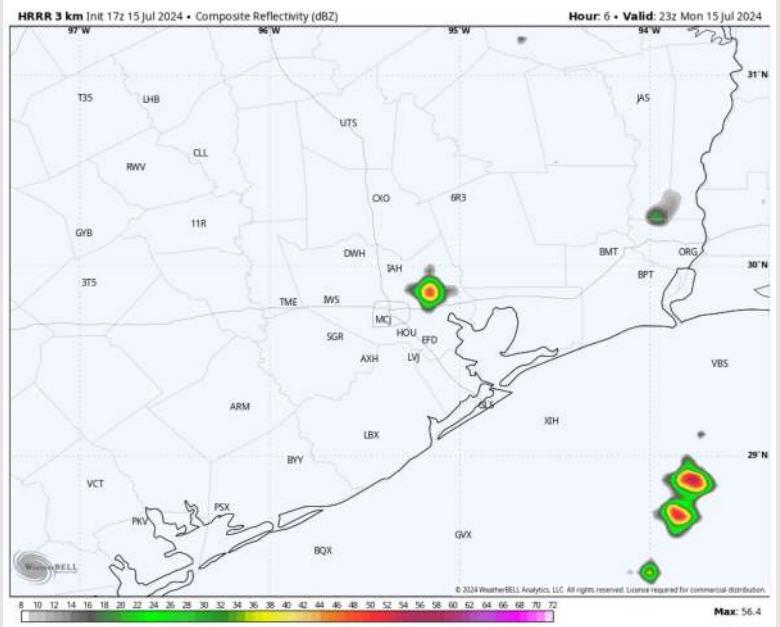 HRRR 3 km Init 17z 15 Jul 2024 • Composite Reflectivity (dBZ) Hour: 6 • Valid: 23z Mon 15 Jul 2024
97°W 96°W 95°W 94°W
31°N
T35 LHB JAS
UTS
CLL
RWV
CXO 6R3
11R
GYB
DWH BMT ORG
IAH 30°N
BPT
3T5
TME IWS
MCJ
HOU
SGR EFD
AXH LVJ VBS
GLS
ARM
XIH
LBX
BYY 29°N
VCT
PSX
PKV
GVX
BQX
WeatherBELL
© 2024 WeatherBELL Analytics, LLC. All rights reserved. License required for commercial distribution.
8 10 12 14 16 18 20 22 24 26 28 30 32 34 36 38 40 42 44 46 48 50 52 54 56 58 60 62 64 66 68 70 72 Max: 56.4